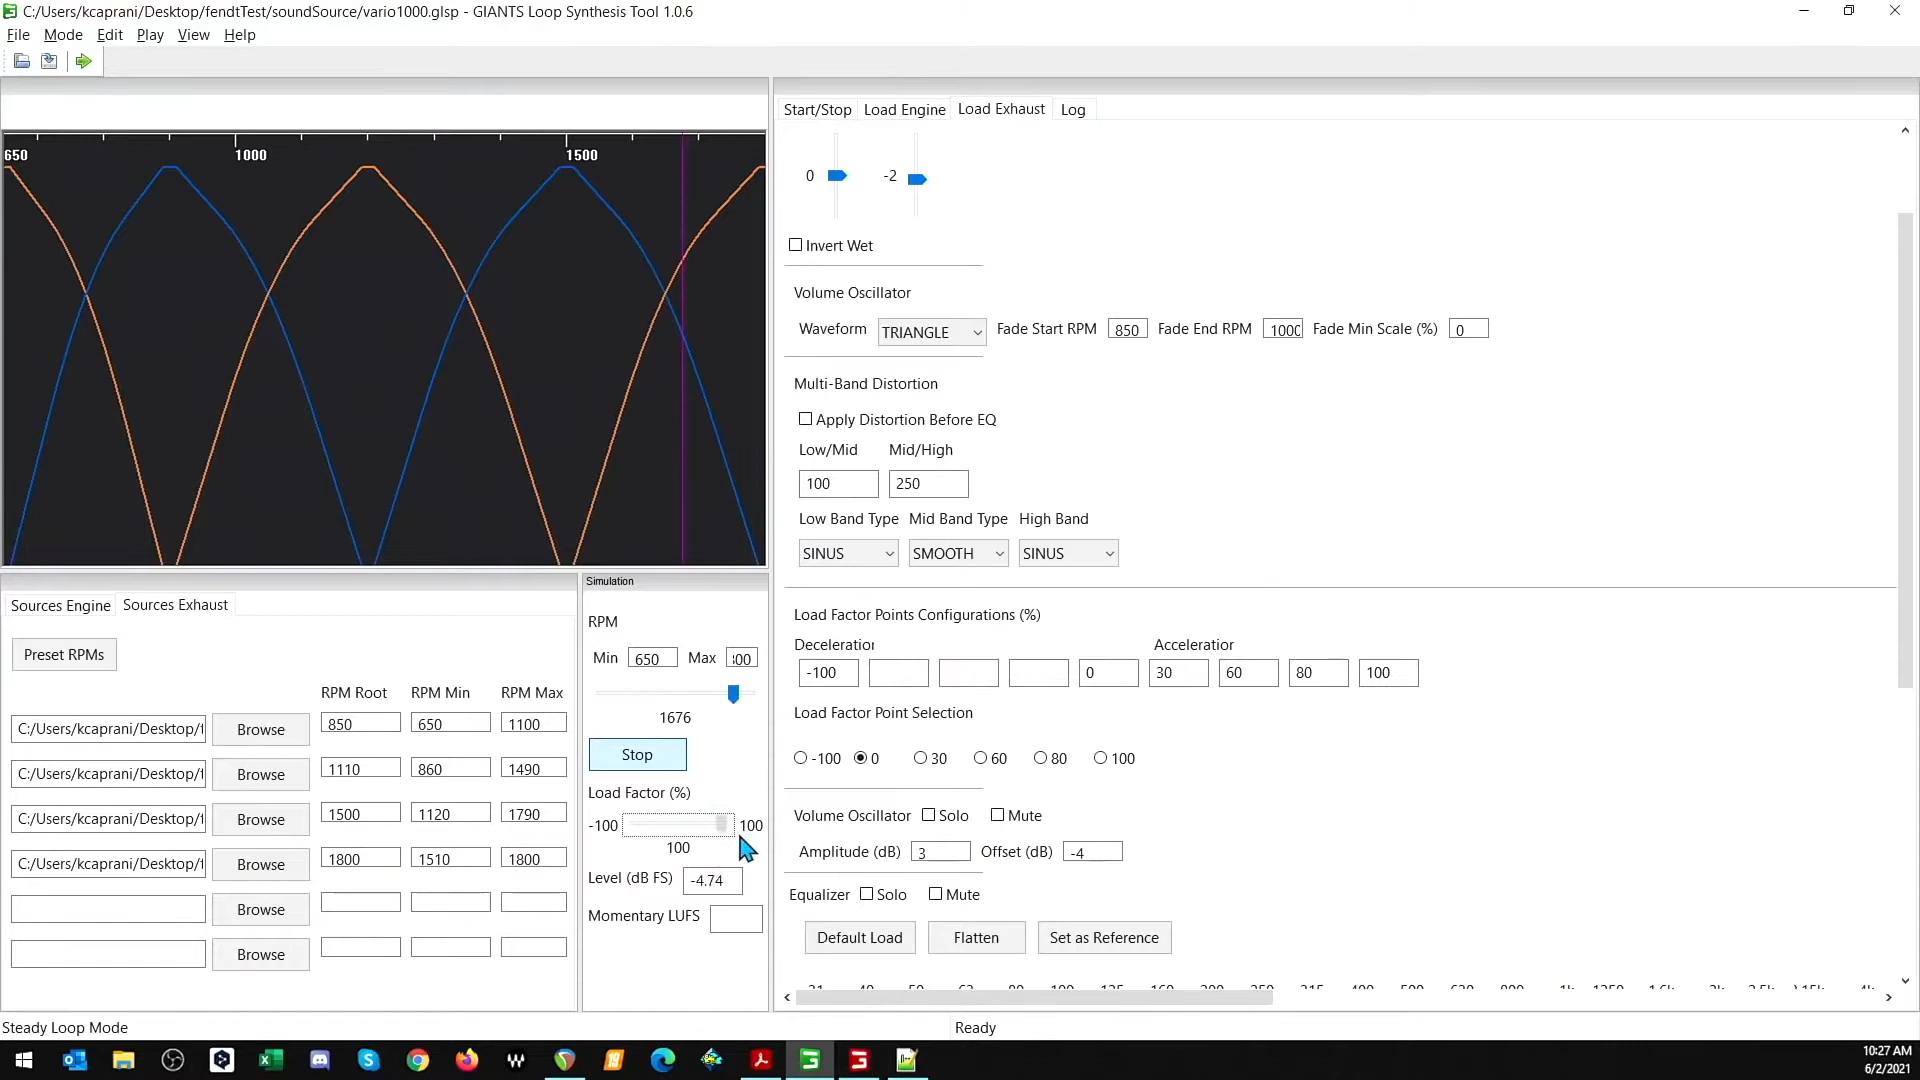 C:/Users/kcaprani/Desktop/fendtTest/soundSource/vario1000.glsp - GIANTS Loop Synthesis Tool 1.0.6
File Mode Edit Play View Help
650 1000 1500
Start/Stop Load Engine Load Exhaust Log
0 -2
Invert Wet
Volume Oscillator
Waveform TRIANGLE Fade Start RPM 850 Fade End RPM 1000 Fade Min Scale (%) 0
Multi-Band Distortion
Apply Distortion Before EQ
Low/Mid Mid/High
100 250
Low Band Type Mid Band Type High Band
SINUS SMOOTH SINUS
Load Factor Points Configurations (%)
Deceleration Acceleration
-100 0 30 60 80 100
Load Factor Point Selection
-100 0 30 60 80 100
Volume Oscillator Solo Mute
Amplitude (dB) 3 Offset (dB) -4
Equalizer Solo Mute
Default Load Flatten Set as Reference
Sources Engine Sources Exhaust
Preset RPMs
RPM Root RPM Min RPM Max
C:/Users/kcaprani/Desktop/f Browse 850 650 1100
C:/Users/kcaprani/Desktop/f Browse 1110 860 1490
C:/Users/kcaprani/Desktop/f Browse 1500 1120 1790
C:/Users/kcaprani/Desktop/f Browse 1800 1510 1800
Browse
Browse
Simulation
RPM
Min 650 Max 800
1676
Stop
Load Factor (%)
-100 100
100
Level (dB FS) -4.74
Momentary LUFS
Steady Loop Mode Ready
10:27 AM
6/2/2021